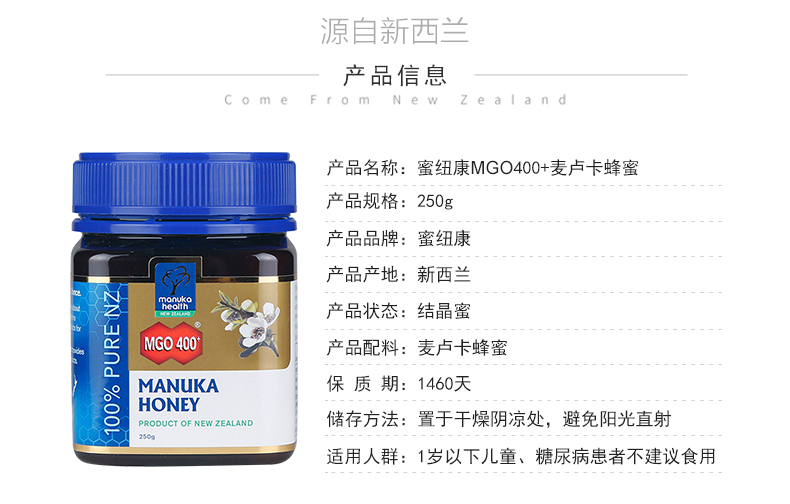 源自新西兰
产品信息
Come From New Zealand
产品名称：蜜纽康MGO400+麦卢卡蜂蜜
产品规格：250g
产品品牌：蜜纽康
产品产地：新西兰
产品状态：结晶蜜
产品配料：麦卢卡蜂蜜
保 质 期：1460天
储存方法：置于干燥阴凉处，避免阳光直射
适用人群：1岁以下儿童、糖尿病患者不建议食用
manuka
health
NEW ZEALAND
MGO 400+
®
MANUKA
HONEY
PRODUCT OF NEW ZEALAND
250g
100% PURE NZ